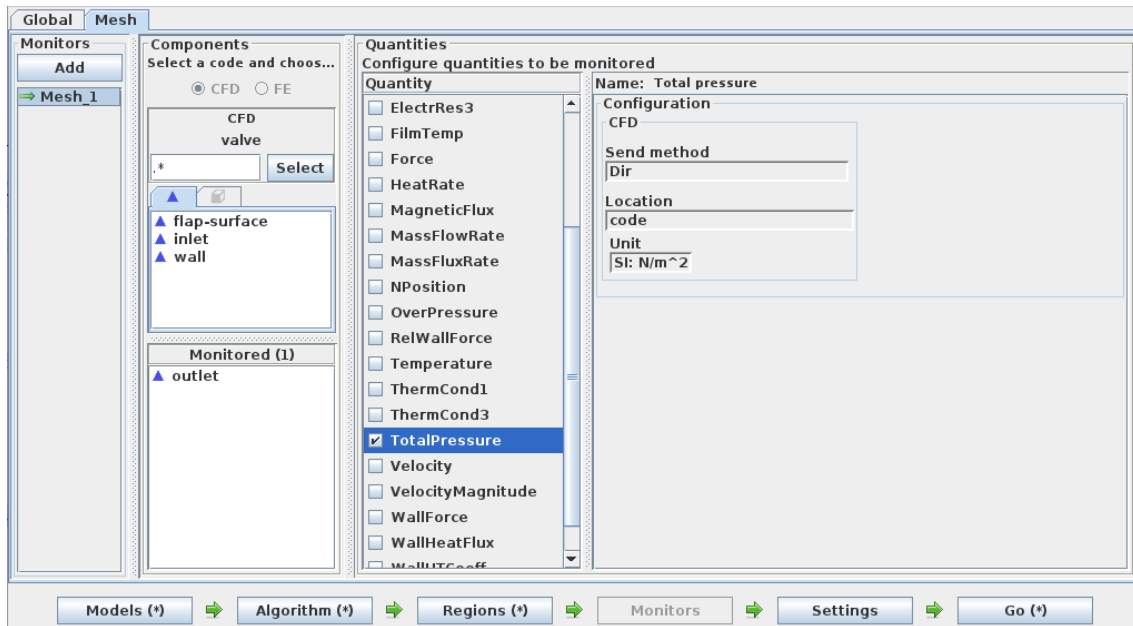 Global Mesh
Monitors
Add
Mesh_1
Components
Select a code and choos...
CFD FE
CFD
valve
.* Select
flap-surface
inlet
wall
Monitored (1)
outlet
Quantities
Configure quantities to be monitored
Quantity
ElectrRes3
FilmTemp
Force
HeatRate
MagneticFlux
MassFlowRate
MassFluxRate
NPosition
OverPressure
RelWallForce
Temperature
ThermCond1
ThermCond3
TotalPressure
Velocity
VelocityMagnitude
WallForce
WallHeatFlux
WallHTCoeff
Name: Total pressure
Configuration
CFD
Send method
Dir
Location
code
Unit
SI: N/m^2
Models (*) Algorithm (*) Regions (*) Monitors Settings Go (*)